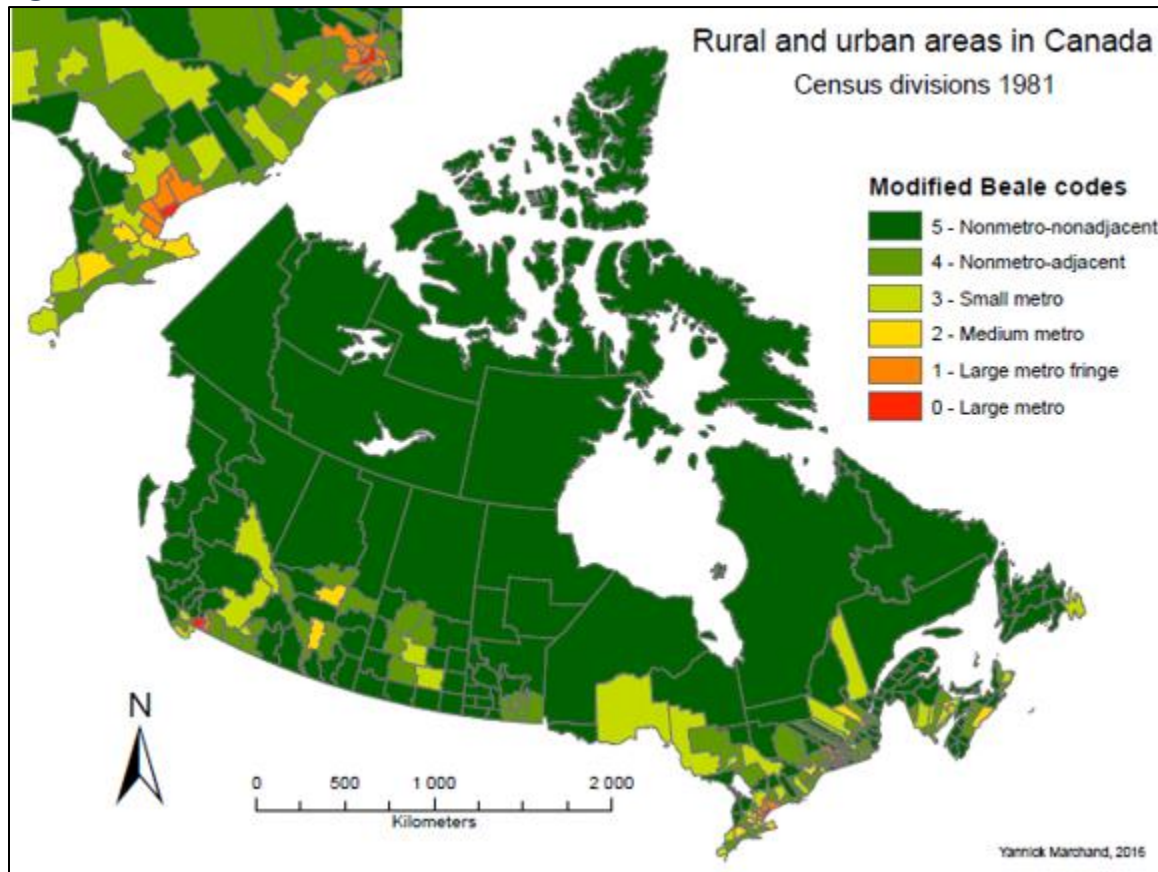 Rural and urban areas in Canada
Census divisions 1981
Modified Beale codes
5 - Nonmetro-nonadjacent
4 - Nonmetro-adjacent
3 - Small metro
2 - Medium metro
1 - Large metro fringe
0 - Large metro
N
0 500 1 000 2 000
Kilometers
Yannick Marchand, 2016